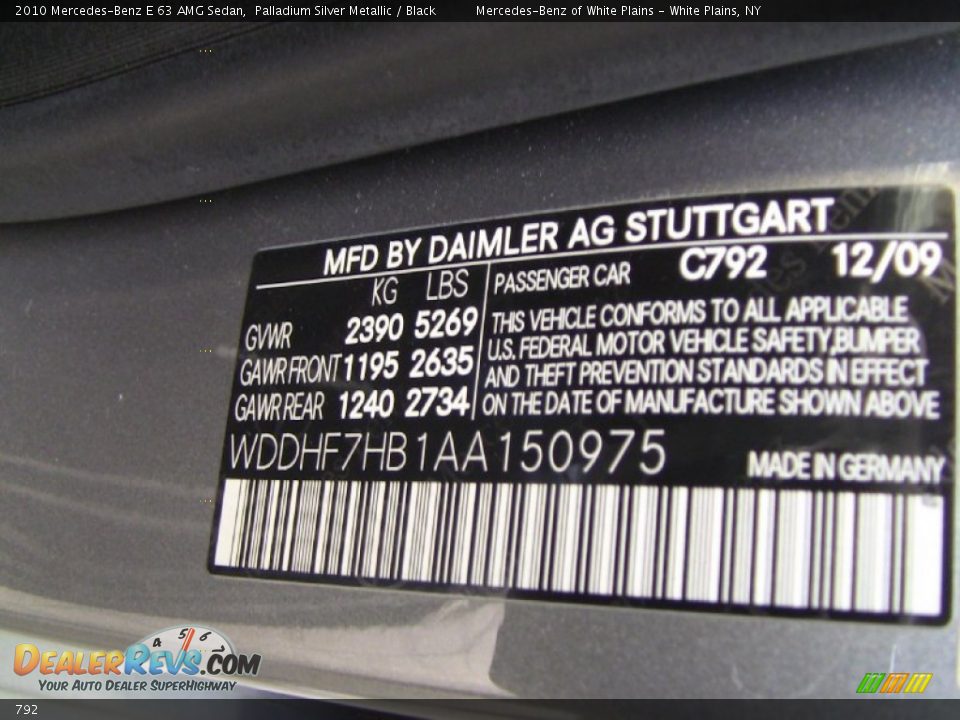 2010 Mercedes-Benz E 63 AMG Sedan, Palladium Silver Metallic / Black Mercedes-Benz of White Plains - White Plains, NY
MFD BY DAIMLER AG STUTTGART
KG LBS PASSENGER CAR C792 12/09
GVWR 2390 5269 THIS VEHICLE CONFORMS TO ALL APPLICABLE
U.S. FEDERAL MOTOR VEHICLE SAFETY,BUMPER
GAWR FRONT 1195 2635 AND THEFT PREVENTION STANDARDS IN EFFECT
GAWR REAR 1240 2734 ON THE DATE OF MANUFACTURE SHOWN ABOVE
WDDHF7HB1AA150975 MADE IN GERMANY
4 5 6
DEALERREVS.COM
YOUR AUTO DEALER SUPERHIGHWAY
792